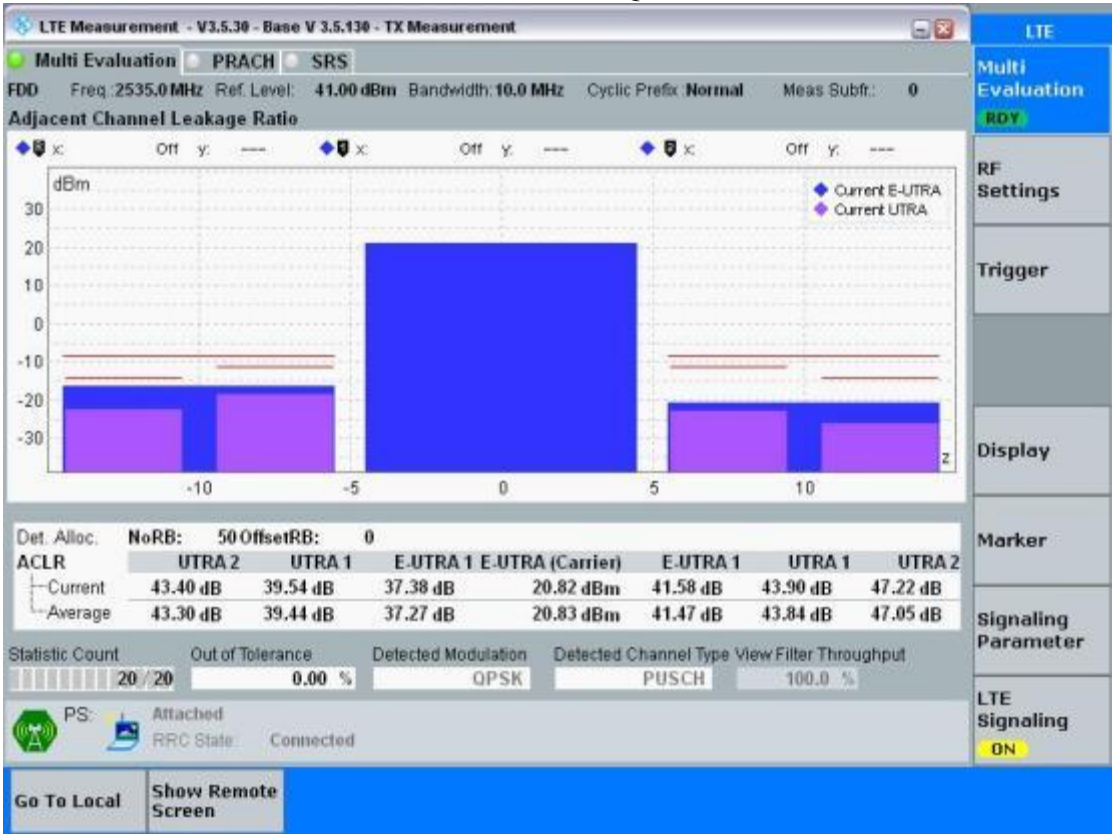 LTE Measurement - V3.5.30 - Base V 3.5.130 - TX Measurement
LTE
Multi Evaluation PRACH SRS
Multi
Evaluation
RDY
FDD Freq.:2535.0 MHz Ref. Level: 41.00 dBm Bandwidth: 10.0 MHz Cyclic Prefix :Normal Meas Subfr.: 0
Adjacent Channel Leakage Ratio
x: Off y: --- x: Off y: --- x: Off y: ---
dBm
Current E-UTRA
Current UTRA
30
20
10
0
-10
-20
-30
z
-10 -5 0 5 10
RF
Settings
Trigger
Display
Marker
Signaling
Parameter
LTE
Signaling
ON
Det. Alloc. NoRB: 50 OffsetRB: 0
ACLR UTRA 2 UTRA 1 E-UTRA 1 E-UTRA (Carrier) E-UTRA 1 UTRA 1 UTRA 2
Current 43.40 dB 39.54 dB 37.38 dB 20.82 dBm 41.58 dB 43.90 dB 47.22 dB
Average 43.30 dB 39.44 dB 37.27 dB 20.83 dBm 41.47 dB 43.84 dB 47.05 dB
Statistic Count Out of Tolerance Detected Modulation Detected Channel Type View Filter Throughput
20 / 20 0.00 % QPSK PUSCH 100.0 %
PS: Attached
RRC State: Connected
Go To Local
Show Remote
Screen